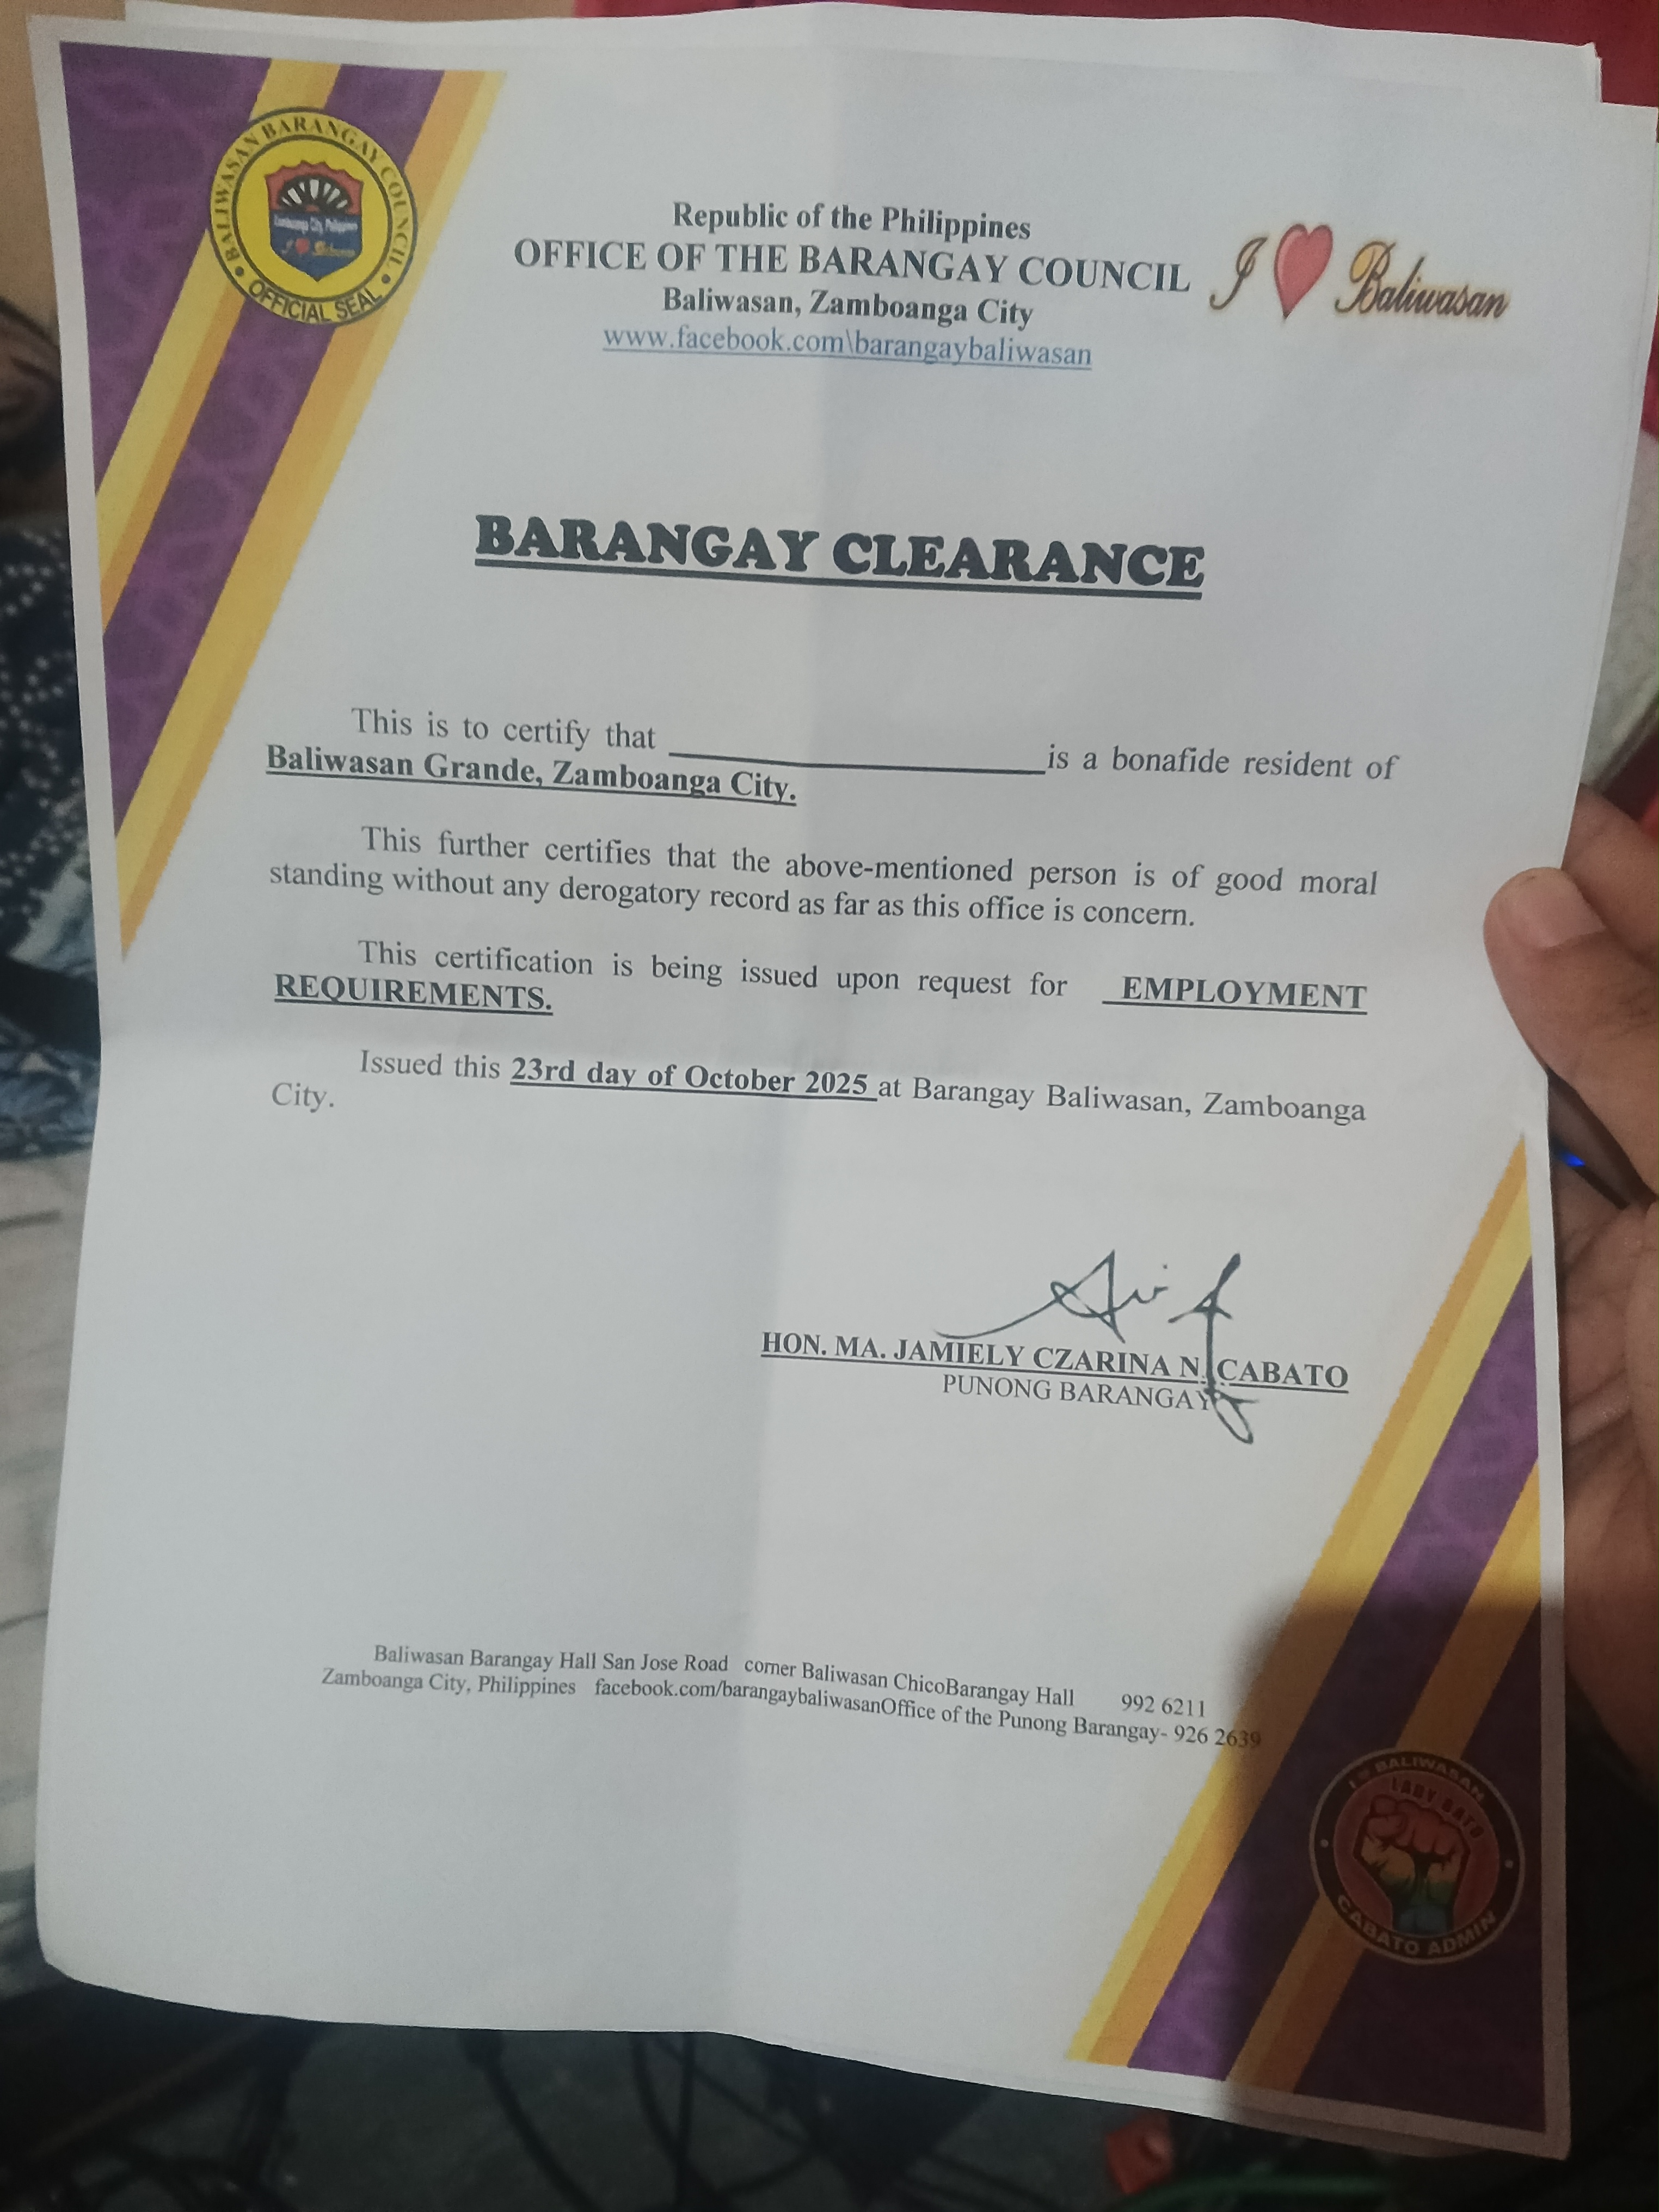 BALIWASAN BARANGAY COUNCIL
OFFICIAL SEAL
Zamboanga City, Philippines
I Baliwasan
Republic of the Philippines
OFFICE OF THE BARANGAY COUNCIL
Baliwasan, Zamboanga City
www.facebook.com\barangaybaliwasan
I Baliwasan
BARANGAY CLEARANCE
This is to certify that ____________________is a bonafide resident of
Baliwasan Grande, Zamboanga City.
This further certifies that the above-mentioned person is of good moral
standing without any derogatory record as far as this office is concern.
This certification is being issued upon request for EMPLOYMENT
REQUIREMENTS.
Issued this 23rd day of October 2025 at Barangay Baliwasan, Zamboanga
City.
HON. MA. JAMIELY CZARINA N. CABATO
PUNONG BARANGAY
Baliwasan Barangay Hall San Jose Road corner Baliwasan ChicoBarangay Hall 992 6211
Zamboanga City, Philippines facebook.com/barangaybaliwasanOffice of the Punong Barangay- 926 2639
I BALIWASAN
LADY BATO
CABATO ADMIN